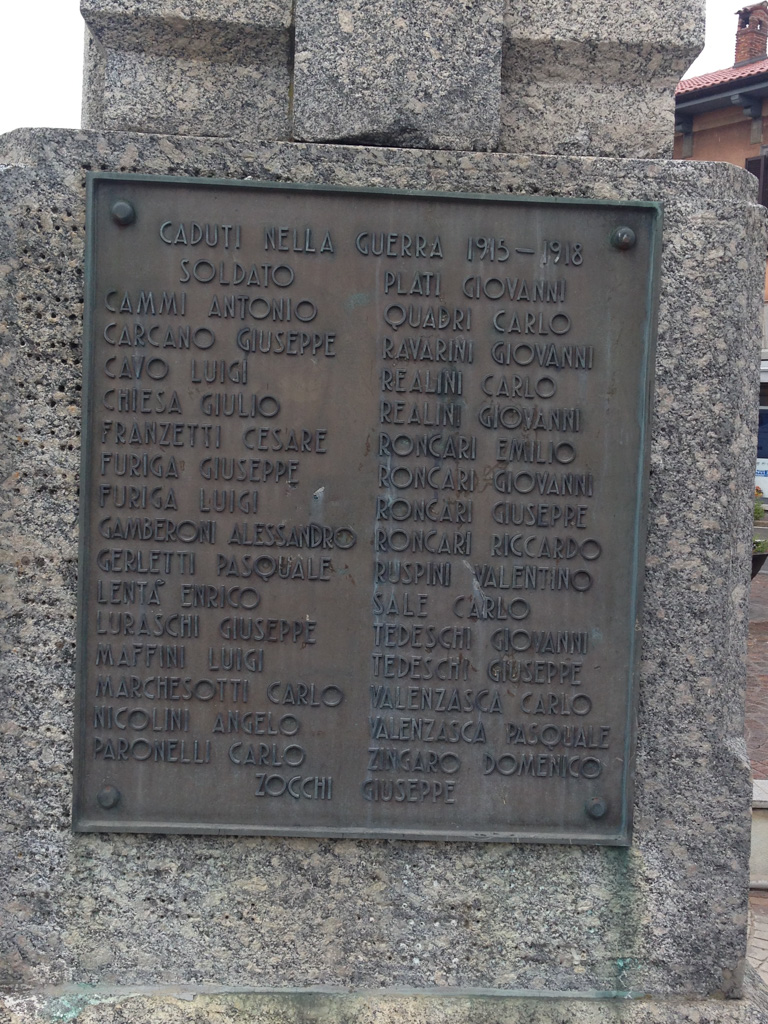 CADUTI NELLA GUERRA 1915-1918
SOLDATO
CAMMI ANTONIO
CARCANO GIUSEPPE
CAVO LUIGI
CHIESA GIULIO
FRANZETTI CESARE
FURIGA GIUSEPPE
FURIGA LUIGI
GAMBERONI ALESSANDRO
GERLETTI PASQUALE
LENTA' ENRICO
LURASCHI GIUSEPPE
MAFFINI LUIGI
MARCHESOTTI CARLO
NICOLINI ANGELO
PARONELLI CARLO
PLATI GIOVANNI
QUADRI CARLO
RAVARINI GIOVANNI
REALINI CARLO
REALINI GIOVANNI
RONCARI EMILIO
RONCARI GIOVANNI
RONCARI GIUSEPPE
RONCARI RICCARDO
RUSPINI VALENTINO
SALE CARLO
TEDESCHI GIOVANNI
TEDESCHI GIUSEPPE
VALENZASCA CARLO
VALENZASCA PASQUALE
ZINGARO DOMENICO
ZOCCHI GIUSEPPE